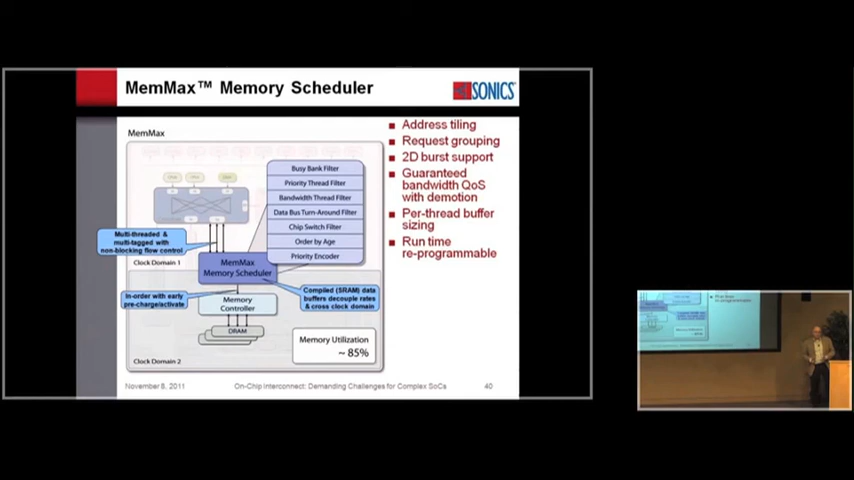 MemMax™ Memory Scheduler
SONICS
MemMax
Busy Bank Filter
Priority Thread Filter
Bandwidth Thread Filter
Data Bus Turn-Around Filter
Chip Switch Filter
Order by Age
Priority Encoder
Multi-threaded &
multi-tagged with
non-blocking flow control
Clock Domain 1
MemMax
Memory Scheduler
In-order with early
pre-charge/activate
Compiled (SRAM) data
buffers decouple rates
& cross clock domain
Memory
Controller
DRAM
Memory Utilization
~ 85%
Clock Domain 2
Address tiling
Request grouping
2D burst support
Guaranteed
bandwidth QoS
with demotion
Per-thread buffer
sizing
Run time
re-programmable
November 8, 2011
On-Chip Interconnect: Demanding Challenges for Complex SoCs
40